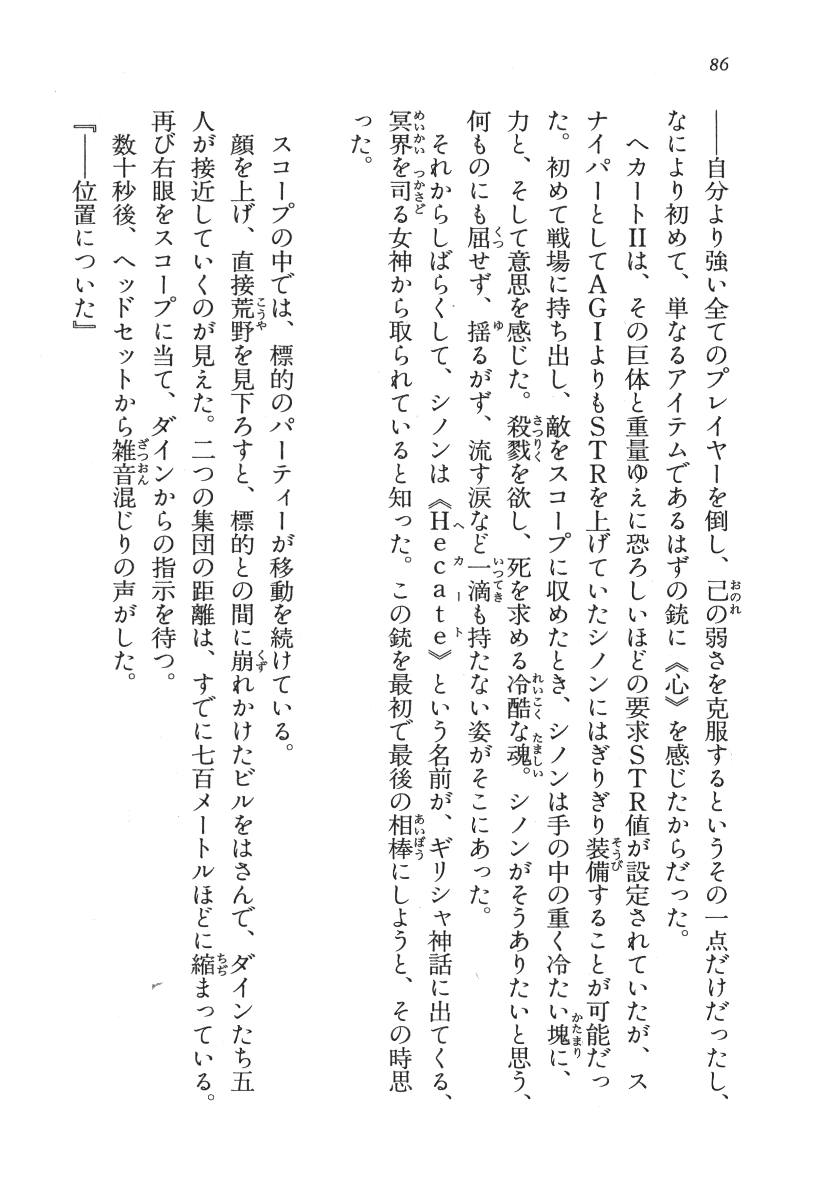 86
――自分より強い全てのプレイヤーを倒し、己の弱さを克服するというその一点だけだったし、
なにより初めて、単なるアイテムであるはずの銃に《心》を感じたからだった。
ヘカートIIは、その巨体と重量ゆえに恐ろしいほどの要求STR値が設定されていたが、ス
ナイパーとしてAGIよりもSTRを上げていたシノンにはぎりぎり装備することが可能だっ
た。初めて戦場に持ち出し、敵をスコープに収めたとき、シノンは手の中の重く冷たい塊に、
力と、そして意思を感じた。殺戮を欲し、死を求める冷酷な魂。シノンがそうありたいと思う、
何ものにも屈せず、揺るがず、流す涙など一滴も持たない姿がそこにあった。
それからしばらくして、シノンは《Hecate》という名前が、ギリシャ神話に出てくる、
冥界を司る女神から取られていると知った。この銃を最初で最後の相棒にしようと、その時思
った。
スコープの中では、標的のパーティーが移動を続けている。
顔を上げ、直接荒野を見下ろすと、標的との間に崩れかけたビルをはさんで、ダインたち五
人が接近していくのが見えた。二つの集団の距離は、すでに七百メートルほどに縮まっている。
再び右眼をスコープに当て、ダインからの指示を待つ。
数十秒後、ヘッドセットから雑音混じりの声がした。
『――位置についた』